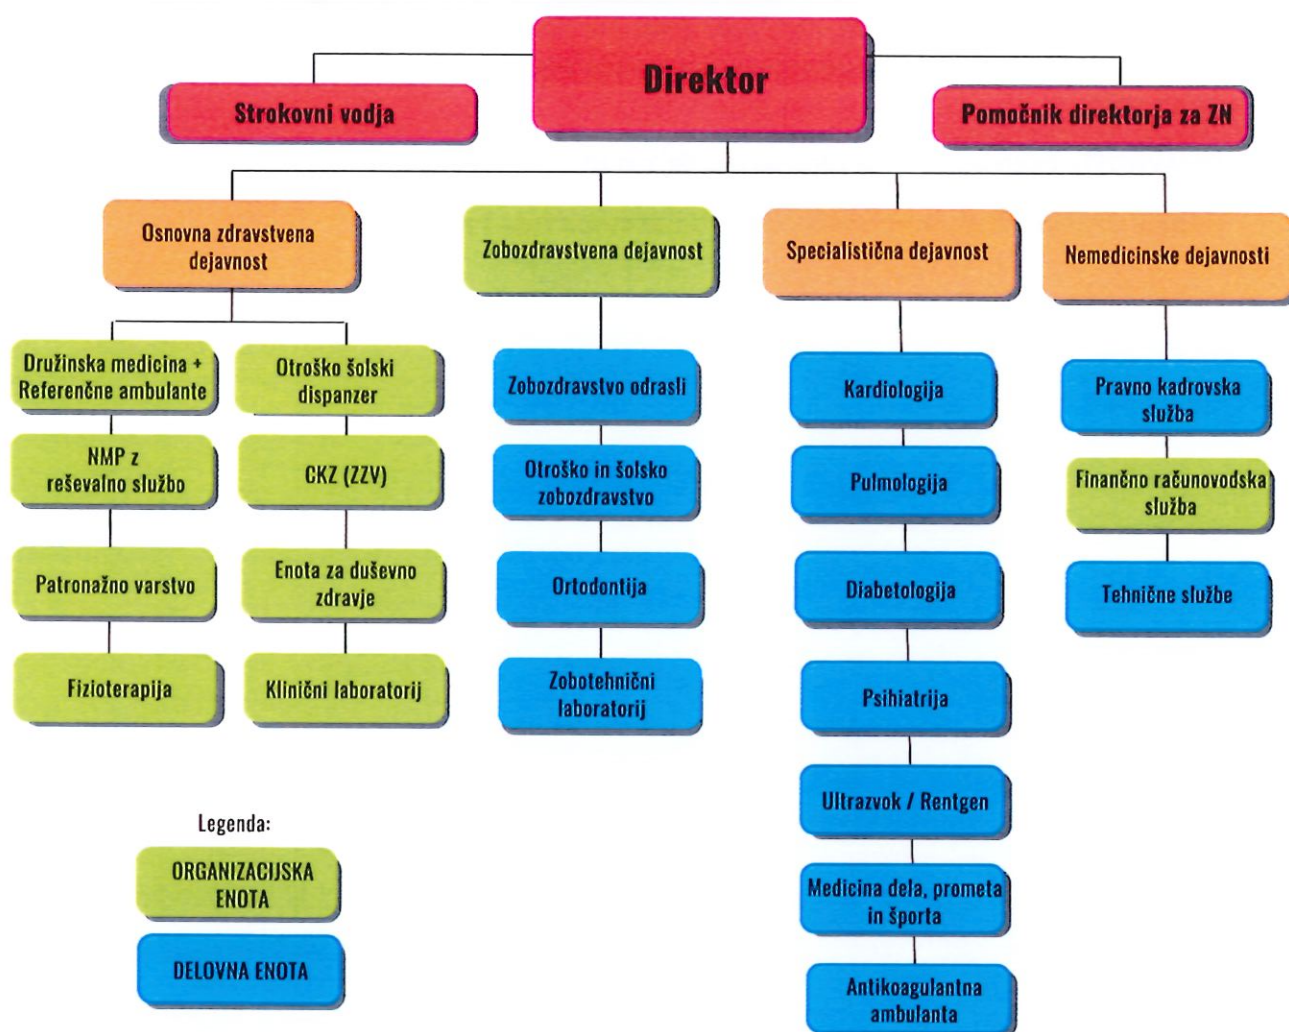 Direktor
Strokovni vodja
Pomočnik direktorja za ZN
Osnovna zdravstvena
dejavnost
Zobozdravstvena dejavnost
Specialistična dejavnost
Nemedicinske dejavnosti
Družinska medicina +
Referenčne ambulante
NMP z
reševalno službo
Patronažno varstvo
Fizioterapija
Otroško šolski
dispanzer
CKZ (ZZV)
Enota za duševno
zdravje
Klinični laboratorij
Zobozdravstvo odrasli
Otroško in šolsko
zobozdravstvo
Ortodontija
Zobotehnični
laboratorij
Kardiologija
Pulmologija
Diabetologija
Psihiatrija
Ultrazvok / Rentgen
Medicina dela, prometa
in športa
Antikoagulantna
ambulanta
Pravno kadrovska
služba
Finančno računovodska
služba
Tehnične službe
Legenda:
ORGANIZACIJSKA
ENOTA
DELOVNA ENOTA